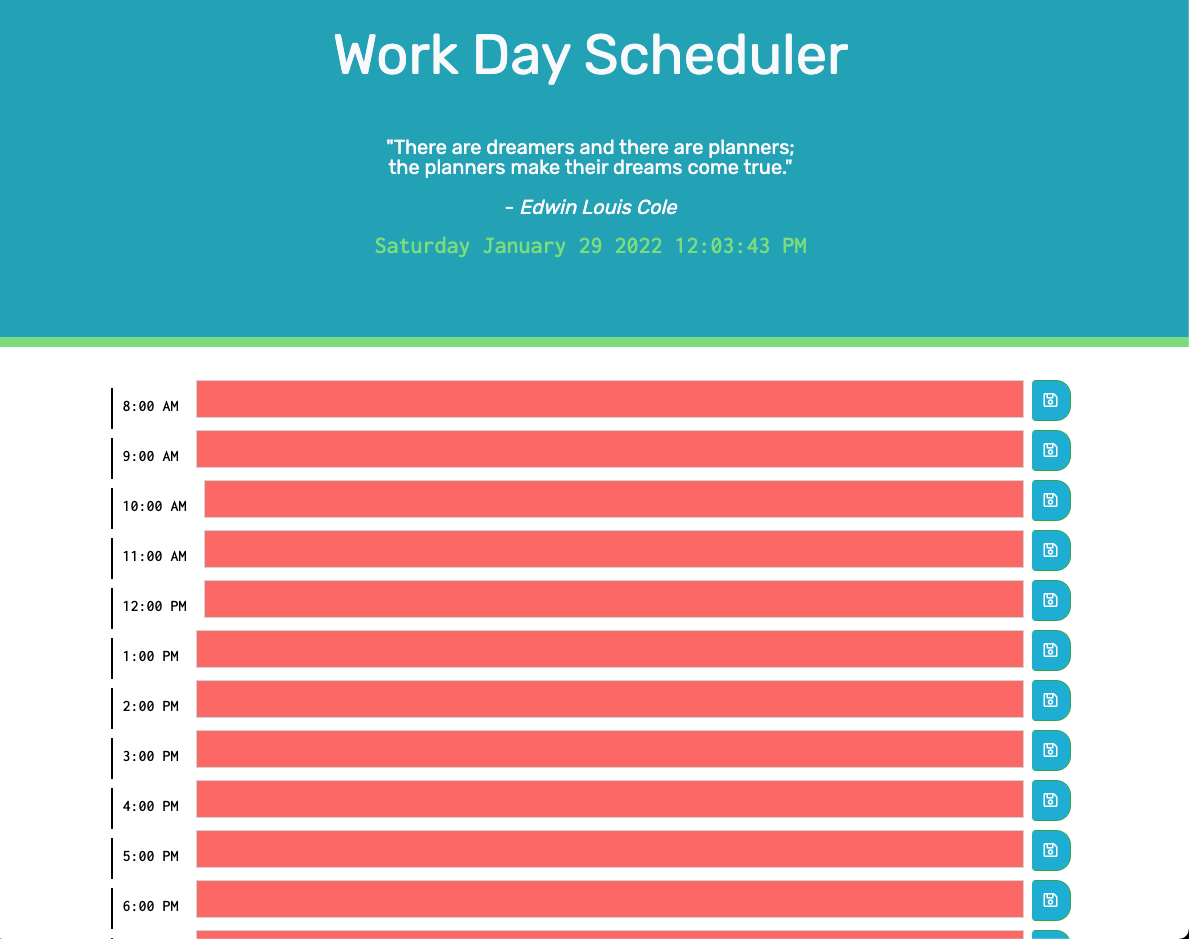 Work Day Scheduler
"There are dreamers and there are planners;
the planners make their dreams come true."
- Edwin Louis Cole
Saturday January 29 2022 12:03:43 PM
8:00 AM
9:00 AM
10:00 AM
11:00 AM
12:00 PM
1:00 PM
2:00 PM
3:00 PM
4:00 PM
5:00 PM
6:00 PM